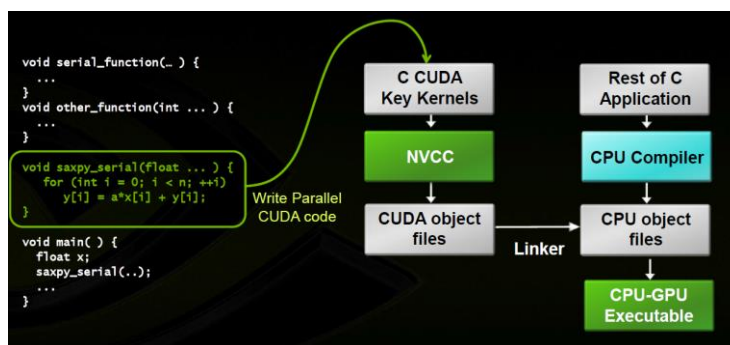 void serial_function(… ) {
...
}
void other_function(int ... ) {
...
}
void saxpy_serial(float ... ) {
for (int i = 0; i < n; ++i)
y[i] = a*x[i] + y[i];
}
void main( ) {
float x;
saxpy_serial(..);
...
}
Write Parallel
CUDA code
C CUDA
Key Kernels
NVCC
CUDA object
files
Linker
Rest of C
Application
CPU Compiler
CPU object
files
CPU-GPU
Executable